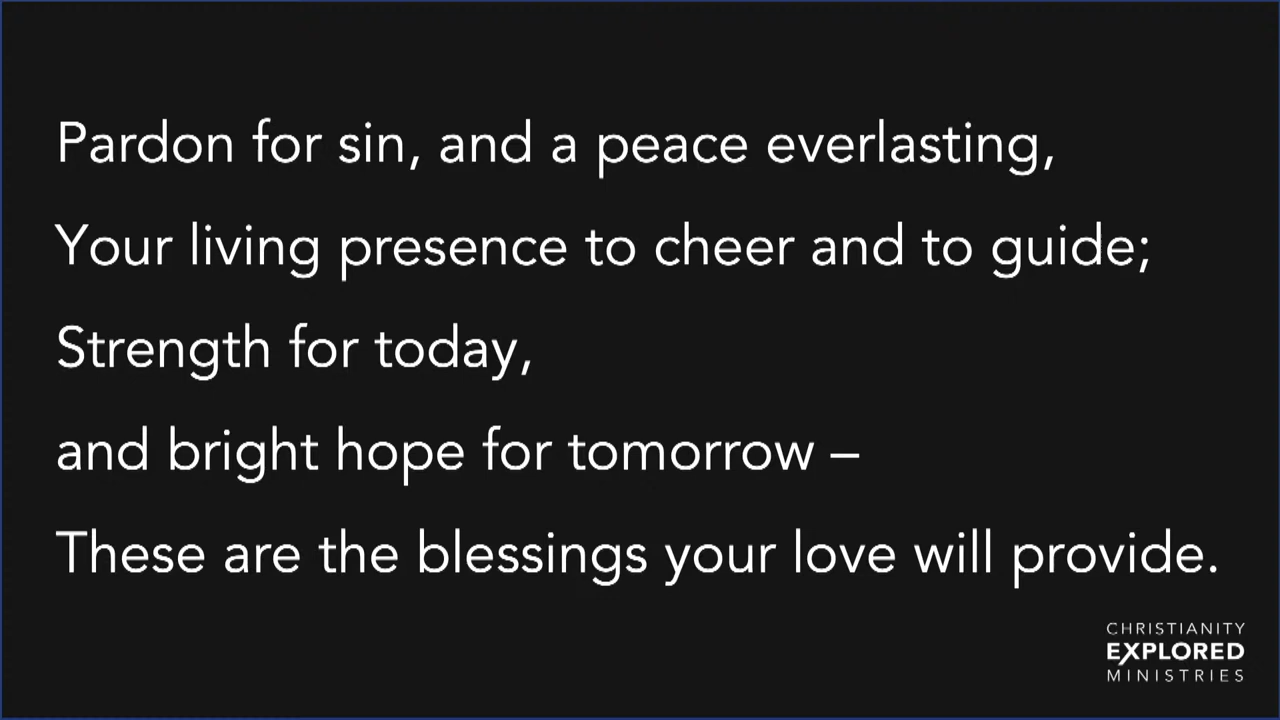 Pardon for sin, and a peace everlasting,
Your living presence to cheer and to guide;
Strength for today,
and bright hope for tomorrow –
These are the blessings your love will provide.
CHRISTIANITY
EXPLORED
MINISTRIES